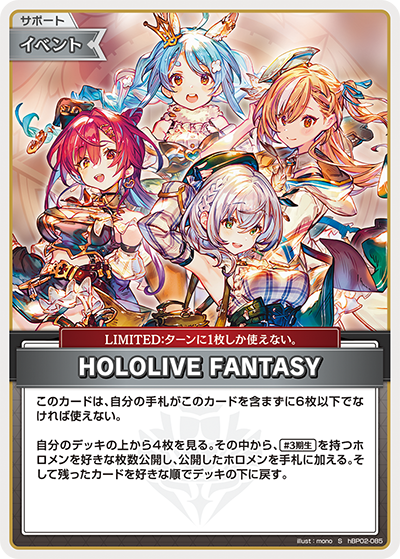 サポート
イベント
LIMITED:ターンに1枚しか使えない。
HOLOLIVE FANTASY
このカードは、自分の手札がこのカードを含まずに6枚以下でな
ければ使えない。
自分のデッキの上から4枚を見る。その中から、#3期生を持つホ
ロメンを好きな枚数公開し、公開したホロメンを手札に加える。そ
して残ったカードを好きな順でデッキの下に戻す。
illust : mono S hBP02-085